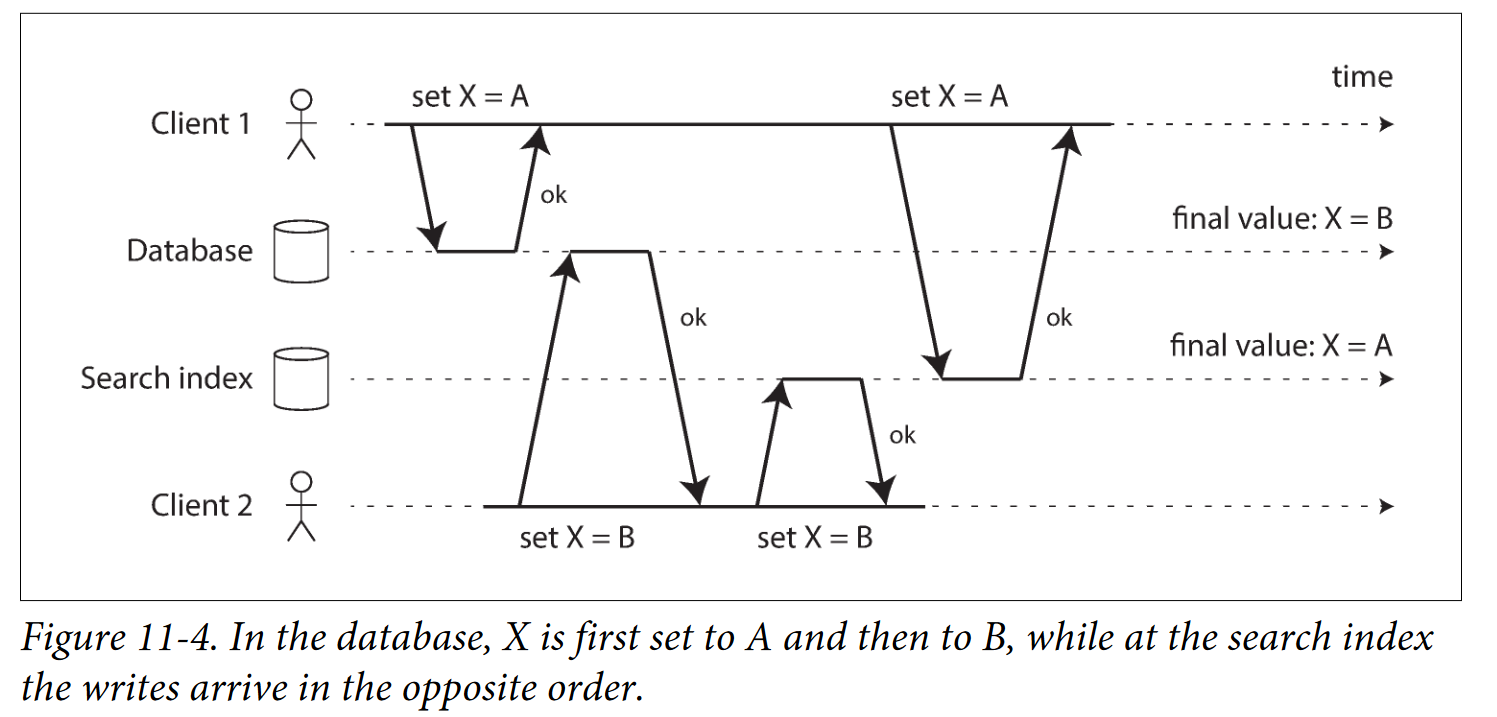 time
set X = A
set X = A
Client 1
ok
final value: X = B
Database
ok
ok
final value: X = A
Search index
ok
Client 2
set X = B
set X = B
Figure 11-4. In the database, X is first set to A and then to B, while at the search index
the writes arrive in the opposite order.